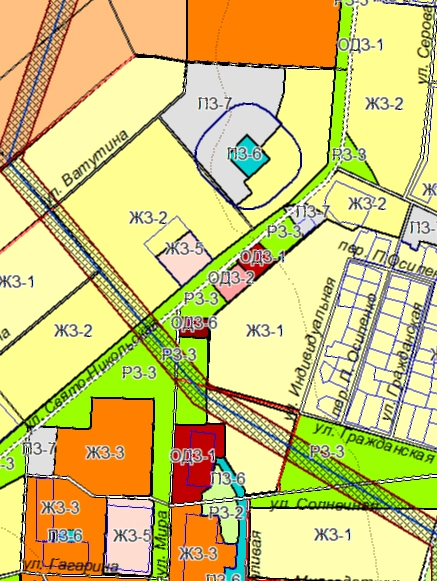 РЗ-3
ОДЗ-1
ул. Серова
ПЗ-7
ЖЗ-2
ПЗ-6
РЗ-3
ул. Ватутина
ЖЗ-2
ПЗ-7
ЖЗ-2
ПЗ-
РЗ-3
ЖЗ-5
ОДЗ-1
пер. П.Осипе
ЖЗ-1
ОДЗ-2
РЗ-3
ЖЗ-2
ОДЗ-6
ЖЗ-1
ул. Индивидуальная
пер. П. Осипенко
ул. Гражданская
РЗ-3
РЗ-3
ул. Свято-Никольская
ул. Гражданская
ПЗ-7
ЖЗ-3
ОДЗ-1
РЗ-3
-3
ПЗ-6
ЖЗ-3
РЗ-2
ул. Солнечная
ПЗ-6
ЖЗ-5
ул. Мира
ЖЗ-3
ЖЗ-1
ул. Гагарина
ПЗ-6